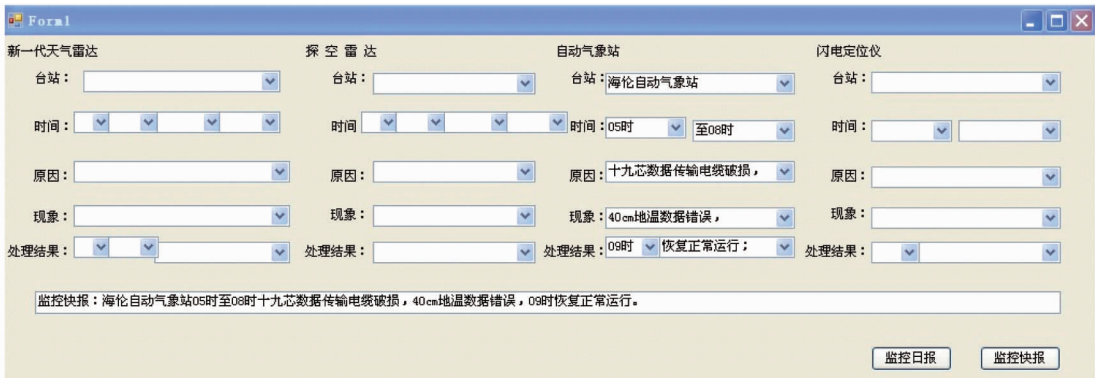 Form1
新一代天气雷达 探空雷达 自动气象站 闪电定位仪
台站: 台站: 台站:海伦自动气象站 台站:
时间: 时间 时间:05时 至08时 时间:
原因: 原因: 原因:十九芯数据传输电缆破损, 原因:
现象: 现象: 现象:40cm地温数据错误, 现象:
处理结果: 处理结果: 处理结果:09时 恢复正常运行; 处理结果:
监控快报:海伦自动气象站05时至08时十九芯数据传输电缆破损,40cm地温数据错误,09时恢复正常运行。
监控日报 监控快报